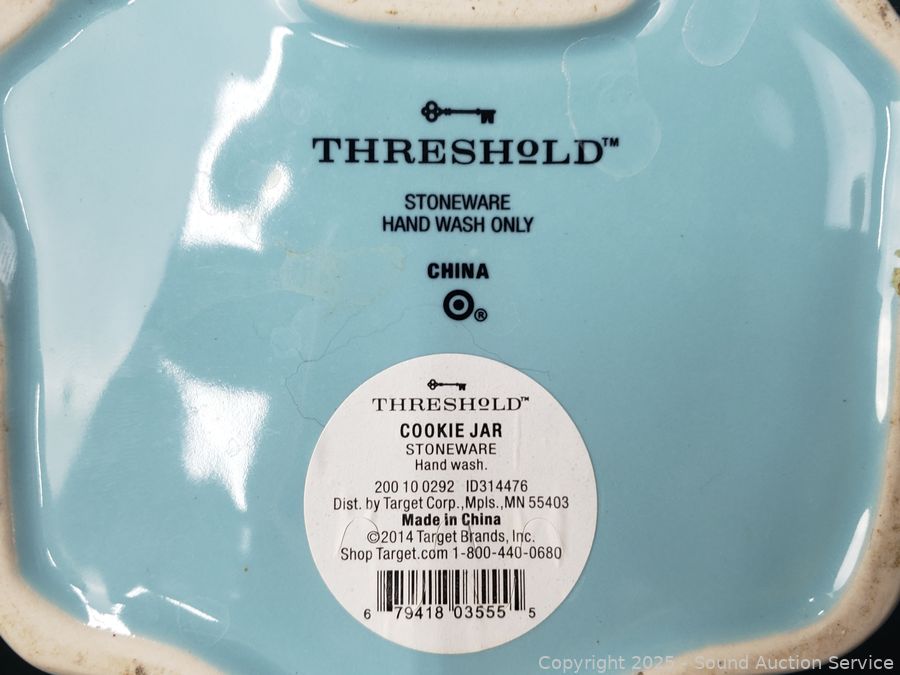 THRESHOLD™
STONEWARE
HAND WASH ONLY
CHINA
®
THRESHOLD™
COOKIE JAR
STONEWARE
Hand wash.
200 10 0292 ID314476
Dist. by Target Corp.,Mpls.,MN 55403
Made in China
©2014 Target Brands, Inc.
Shop Target.com 1-800-440-0680
6 79418 03555 5
Copyright 2025 - Sound Auction Service